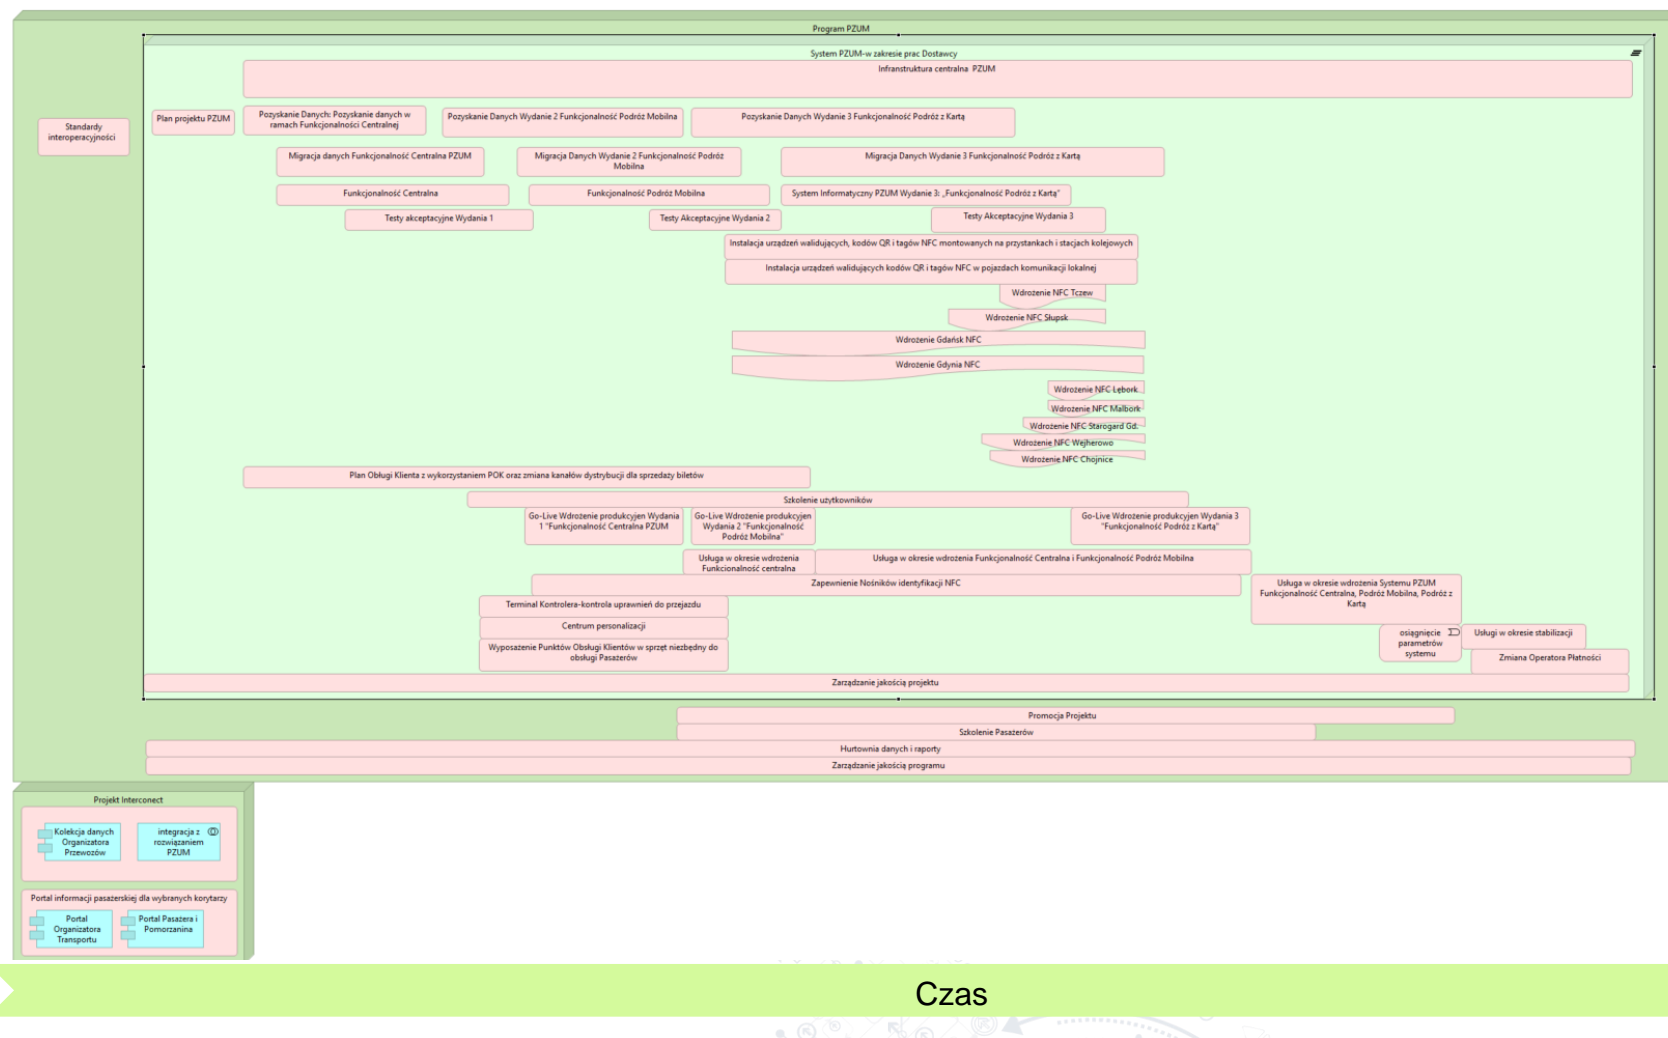 Program PZUM
System PZUM-w zakresie prac Dostawcy
Infranstruktura centralna PZUM
Standardy
interoperacyjności
Plan projektu PZUM
Pozyskanie Danych: Pozyskanie danych w
ramach Funkcjonalności Centralnej
Pozyskanie Danych Wydanie 2 Funkcjonalność Podróż Mobilna
Pozyskanie Danych Wydanie 3 Funkcjonalność Podróż z Kartą
Migracja danych Funkcjonalność Centralna PZUM
Migracja Danych Wydanie 2 Funkcjonalność Podróż
Mobilna
Migracja Danych Wydanie 3 Funkcjonalność Podróż z Kartą
Funkcjonalność Centralna
Funkcjonalność Podróż Mobilna
System Informatyczny PZUM Wydanie 3: „Funkcjonalność Podróż z Kartą”
Testy akceptacyjne Wydania 1
Testy Akceptacyjne Wydania 2
Testy Akceptacyjne Wydania 3
Instalacja urządzeń walidujących, kodów QR i tagów NFC montowanych na przystankach i stacjach kolejowych
Instalacja urządzeń walidujących kodów QR i tagów NFC w pojazdach komunikacji lokalnej
Wdrożenie NFC Tczew
Wdrożenie NFC Słupsk
Wdrożenie Gdańsk NFC
Wdrożenie Gdynia NFC
Wdrożenie NFC Lębork
Wdrożenie NFC Malbork
Wdrożenie NFC Starogard Gd.
Wdrożenie NFC Wejherowo
Wdrożenie NFC Chojnice
Plan Obługi Klienta z wykorzystaniem POK oraz zmiana kanałów dystrybucji dla sprzedaży biletów
Szkolenie użytkowników
Go-Live Wdrożenie produkcyjen Wydania
1 "Funkcjonalność Centralna PZUM
Go-Live Wdrożenie produkcyjen
Wydania 2 "Funkcjonalność
Podróż Mobilna"
Go-Live Wdrożenie produkcyjen Wydania 3
"Funkcjonalność Podróż z Kartą"
Usługa w okresie wdrożenia
Funkcionalność centralna
Usługa w okresie wdrożenia Funkcjonalność Centralna i Funkcjonalność Podróż Mobilna
Zapewnienie Nośników identyfikacji NFC
Usługa w okresie wdrożenia Systemu PZUM
Funkcjonalność Centralna, Podróż Mobilna, Podróż z
Kartą
Terminal Kontrolera-kontrola uprawnień do przejazdu
Centrum personalizacji
Wyposażenie Punktów Obsługi Klientów w sprzęt niezbędny do
obsługi Pasażerów
osiągnięcie
parametrów
systemu
Usługi w okresie stabilizacji
Zmiana Operatora Płatności
Zarządzanie jakością projektu
Promocja Projektu
Szkolenie Pasażerów
Hurtownia danych i raporty
Zarządzanie jakością programu
Projekt Interconect
Kolekcja danych
Organizatora
Przewozów
integracja z
rozwiązaniem
PZUM
Portal informacji pasażerskiej dla wybranych korytarzy
Portal
Organizatora
Transportu
Portal Pasażera i
Pomorzanina
Czas